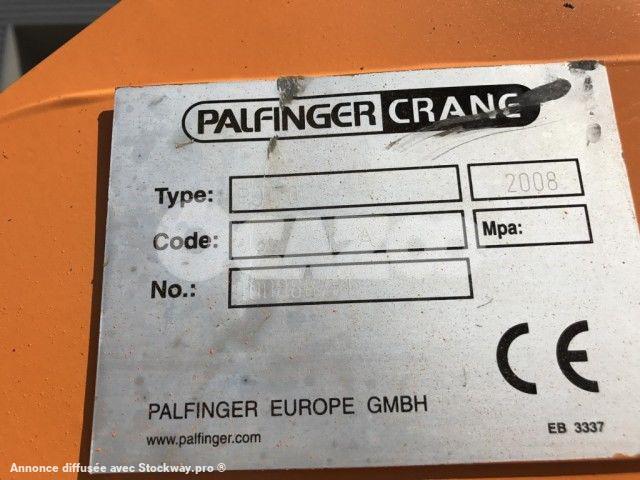 PALFINGER CRANE
Type: 2008
Code: A Mpa:
No.:
CE
PALFINGER EUROPE GMBH
www.palfinger.com
EB 3337
Annonce diffusée avec Stockway.pro ®